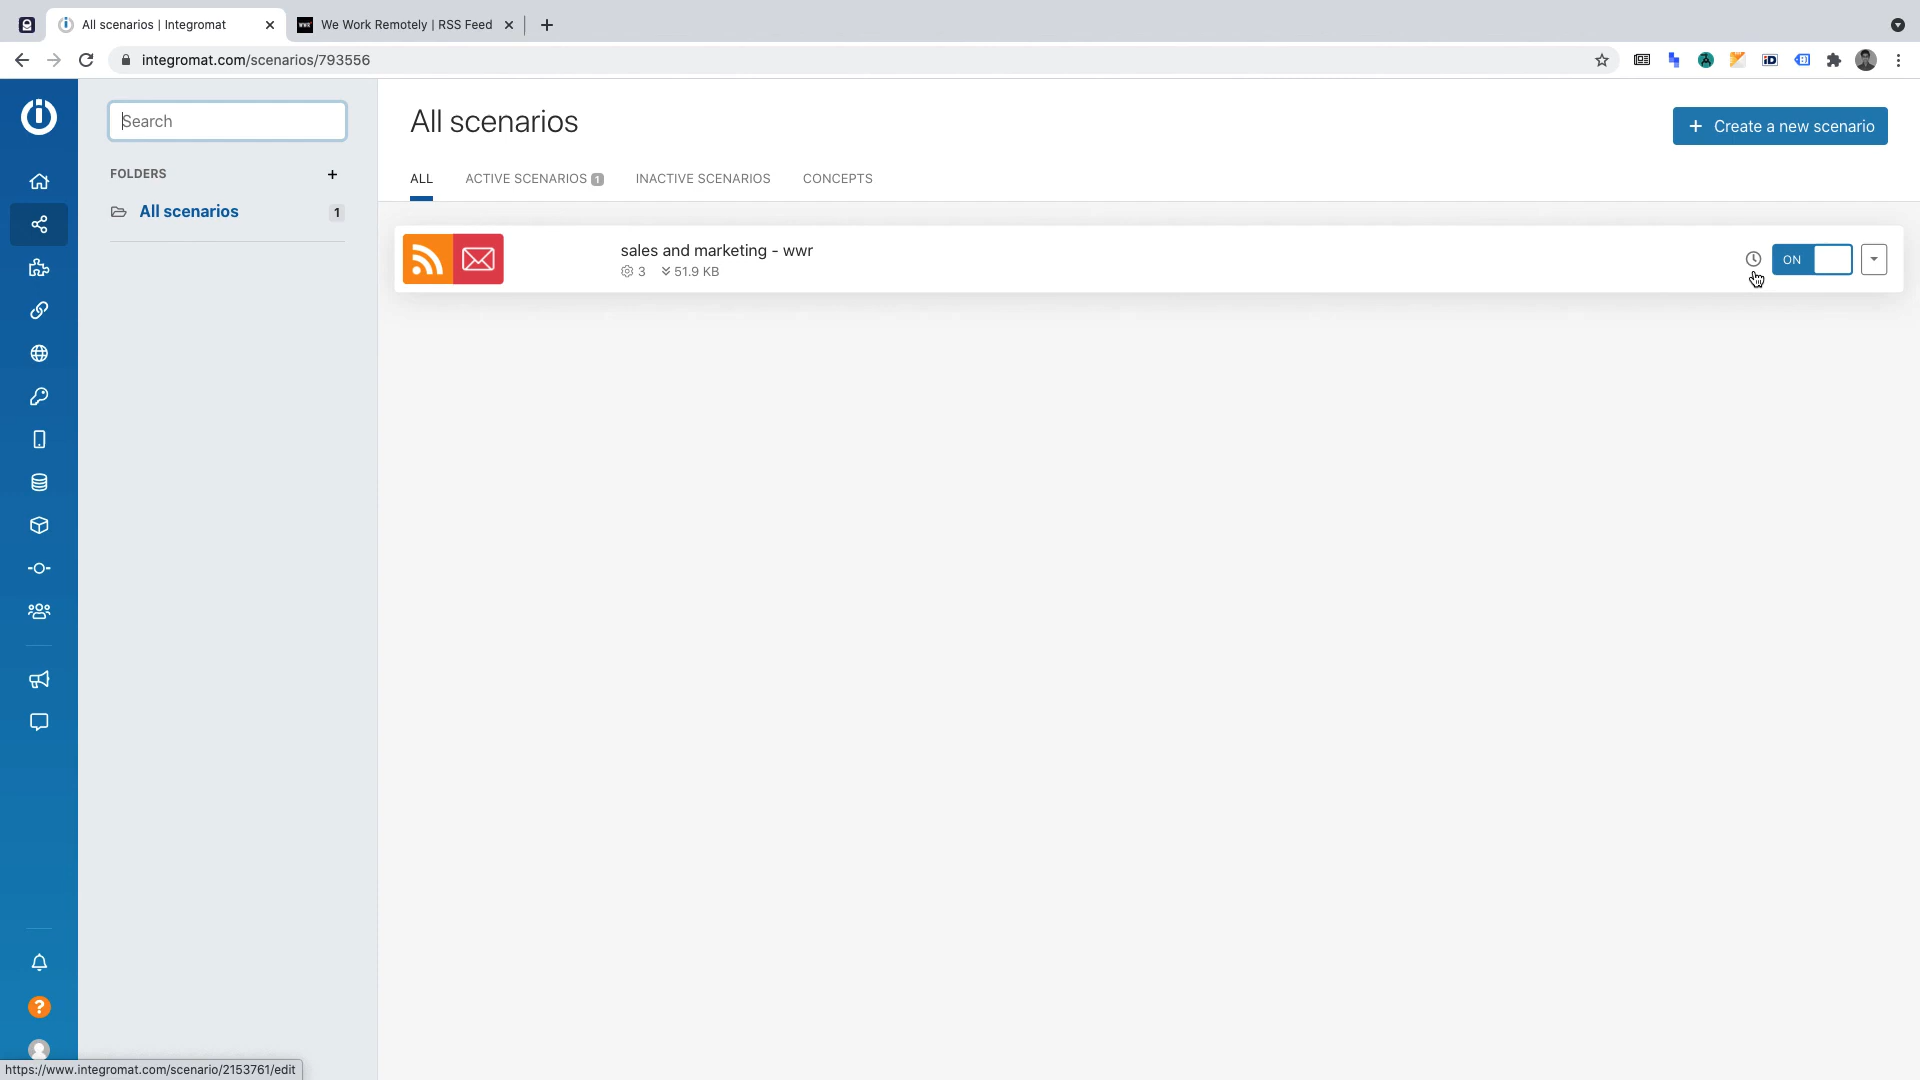 All scenarios | Integromat
We Work Remotely | RSS Feed
integromat.com/scenarios/793556
Search
FOLDERS
All scenarios
1
All scenarios
+ Create a new scenario
ALL
ACTIVE SCENARIOS 1
INACTIVE SCENARIOS
CONCEPTS
sales and marketing - wwr
3
51.9 KB
ON
https://www.integromat.com/scenario/2153761/edit